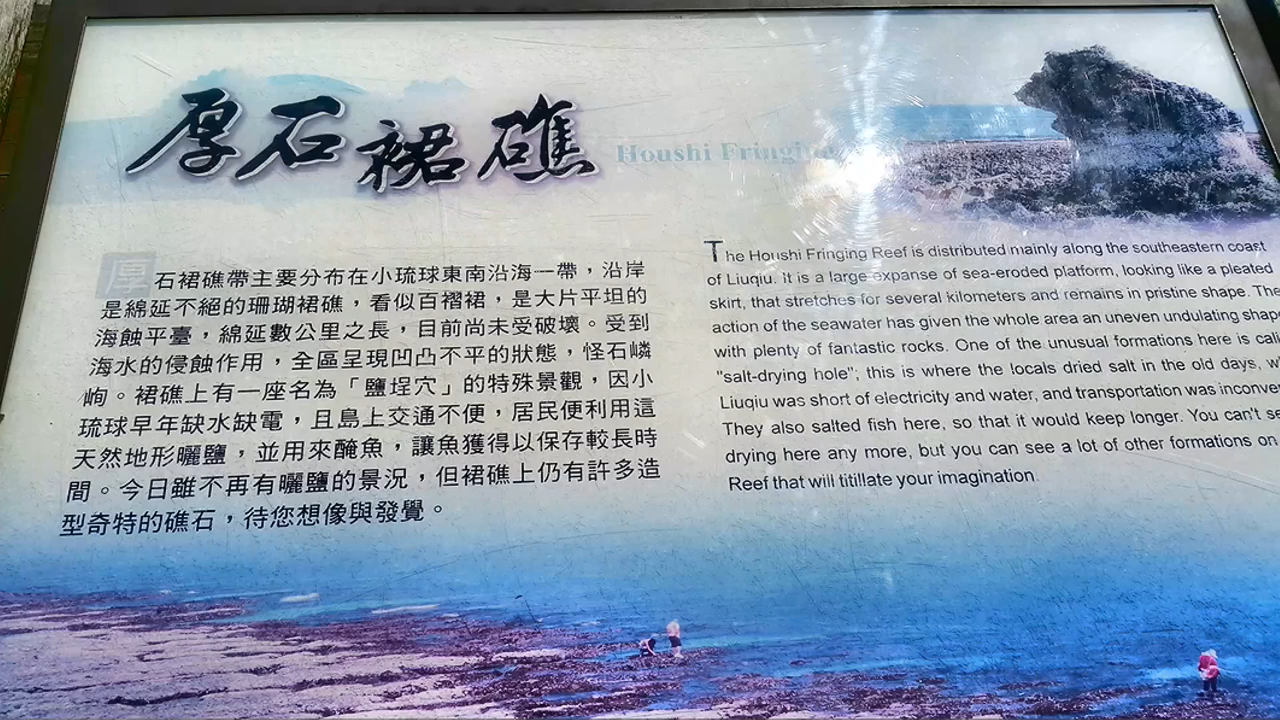 厚石裙礁
Houshi Fringing
厚石裙礁帶主要分布在小琉球東南沿海一帶，沿岸
是綿延不絕的珊瑚裙礁，看似百褶裙，是大片平坦的
海蝕平臺，綿延數公里之長，目前尚未受破壞。受到
海水的侵蝕作用，全區呈現凹凸不平的狀態，怪石嶙
峋。裙礁上有一座名為「鹽埕穴」的特殊景觀，因小
琉球早年缺水缺電，且島上交通不便，居民便利用這
天然地形曬鹽，並用來醃魚，讓魚獲得以保存較長時
間。今日雖不再有曬鹽的景況，但裙礁上仍有許多造
型奇特的礁石，待您想像與發覺。
The Houshi Fringing Reef is distributed mainly along the southeastern coast
of Liuqiu. It is a large expanse of sea-eroded platform, looking like a pleated
skirt, that stretches for several kilometers and remains in pristine shape. The
action of the seawater has given the whole area an uneven undulating shape
with plenty of fantastic rocks. One of the unusual formations here is
"salt-drying hole"; this is where the locals dried salt in the old days,
Liuqiu was short of electricity and water, and transportation was
They also salted fish here, so that it would keep longer. You can't
drying here any more, but you can see a lot of other formations on
Reef that will titillate your imagination.